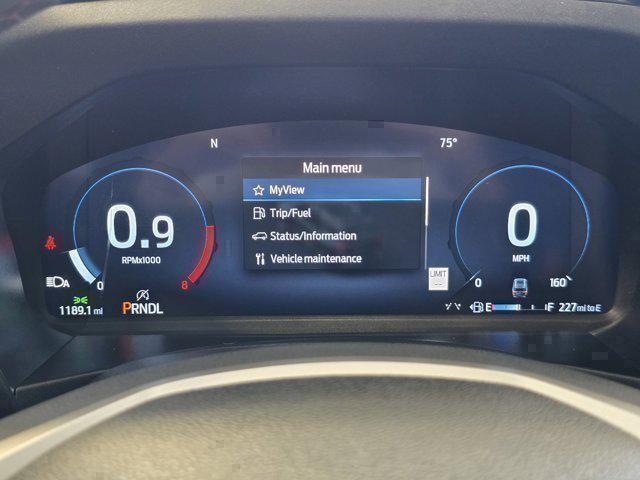 N
75°
Main menu
MyView
Trip/Fuel
Status/Information
Vehicle maintenance
0.9
RPMx1000
0
8
0
MPH
0
160
LIMIT
--
A
1189.1 mi
PRNDL
E
F
227 mi to E